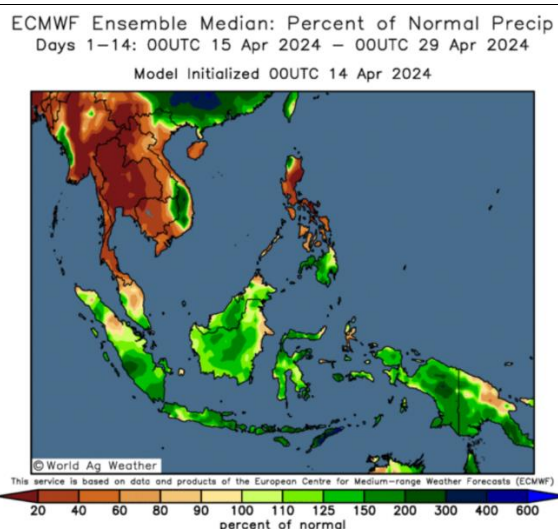 ECMWF Ensemble Median: Percent of Normal Precip
Days 1-14: 00UTC 15 Apr 2024 - 00UTC 29 Apr 2024
Model Initialized 00UTC 14 Apr 2024
© World Ag Weather
This service is based on data and products of the European Centre for Medium-range Weather Forecasts (ECMWF)
20 40 60 80 90 100 110 125 150 200 300 400 600
percent of normal